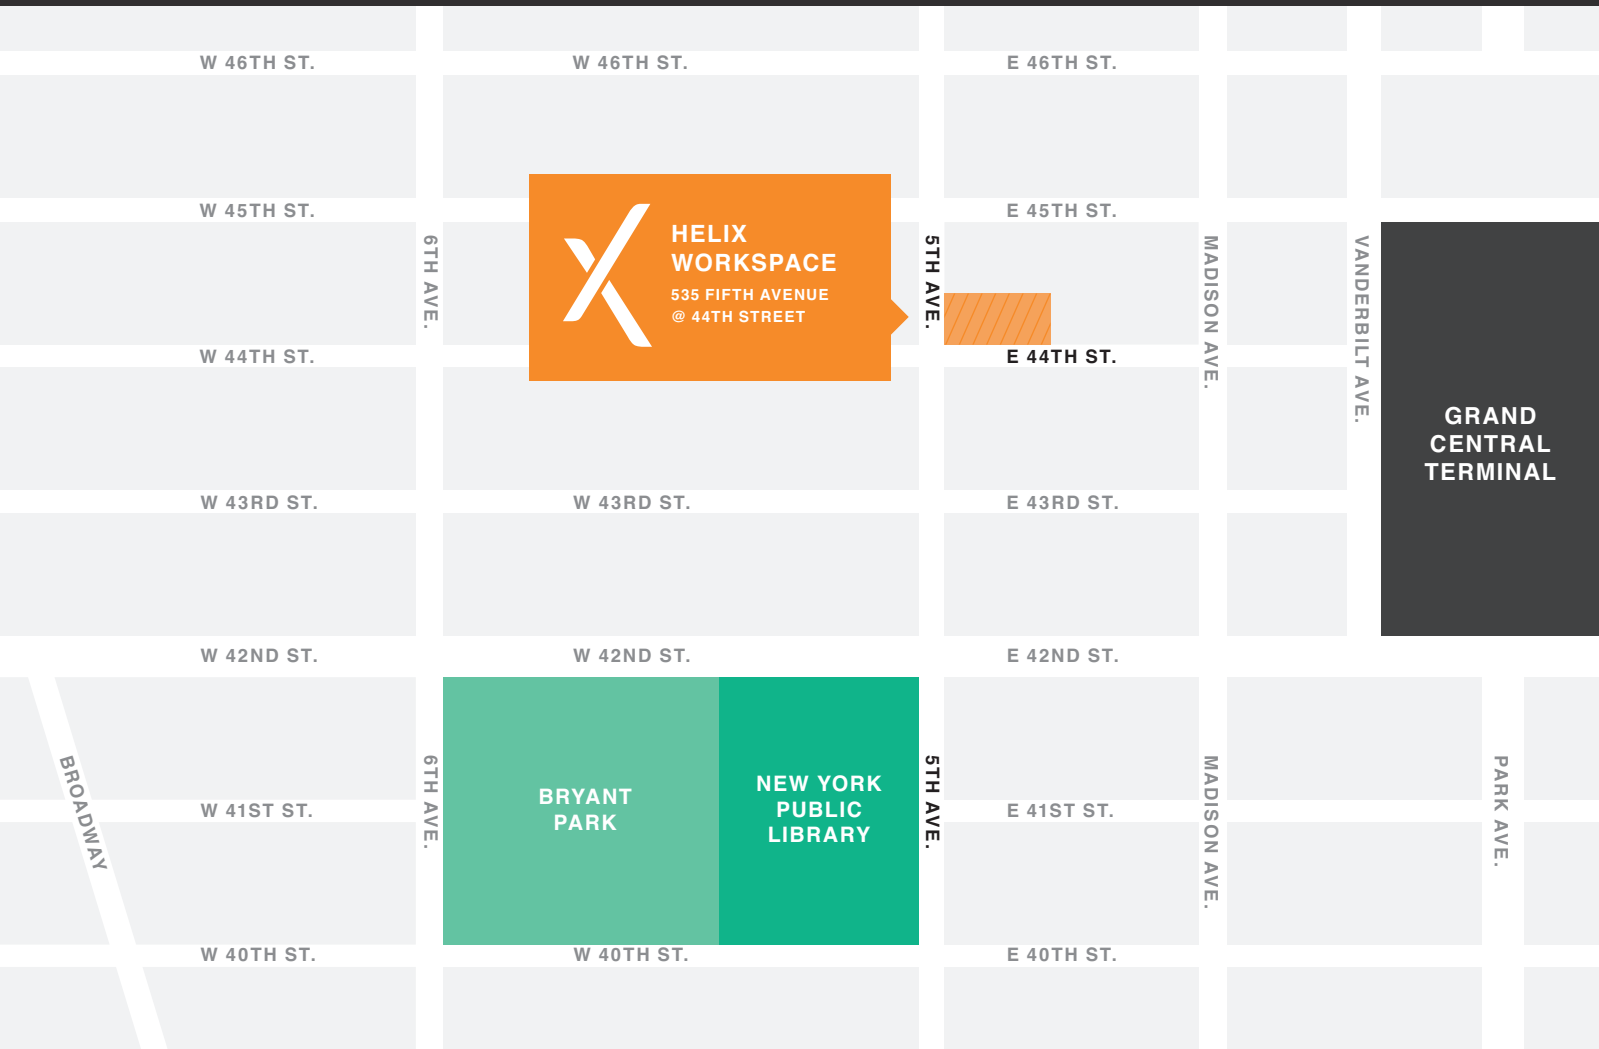 W 46TH ST.
W 46TH ST.
E 46TH ST.
W 45TH ST.
E 45TH ST.
6TH AVE.
HELIX
WORKSPACE
535 FIFTH AVENUE
@ 44TH STREET
5TH AVE.
MADISON AVE.
VANDERBILT AVE.
W 44TH ST.
E 44TH ST.
GRAND
CENTRAL
TERMINAL
W 43RD ST.
W 43RD ST.
E 43RD ST.
W 42ND ST.
W 42ND ST.
E 42ND ST.
BROADWAY
6TH AVE.
BRYANT
PARK
NEW YORK
PUBLIC
LIBRARY
5TH AVE.
MADISON AVE.
PARK AVE.
W 41ST ST.
E 41ST ST.
W 40TH ST.
W 40TH ST.
E 40TH ST.